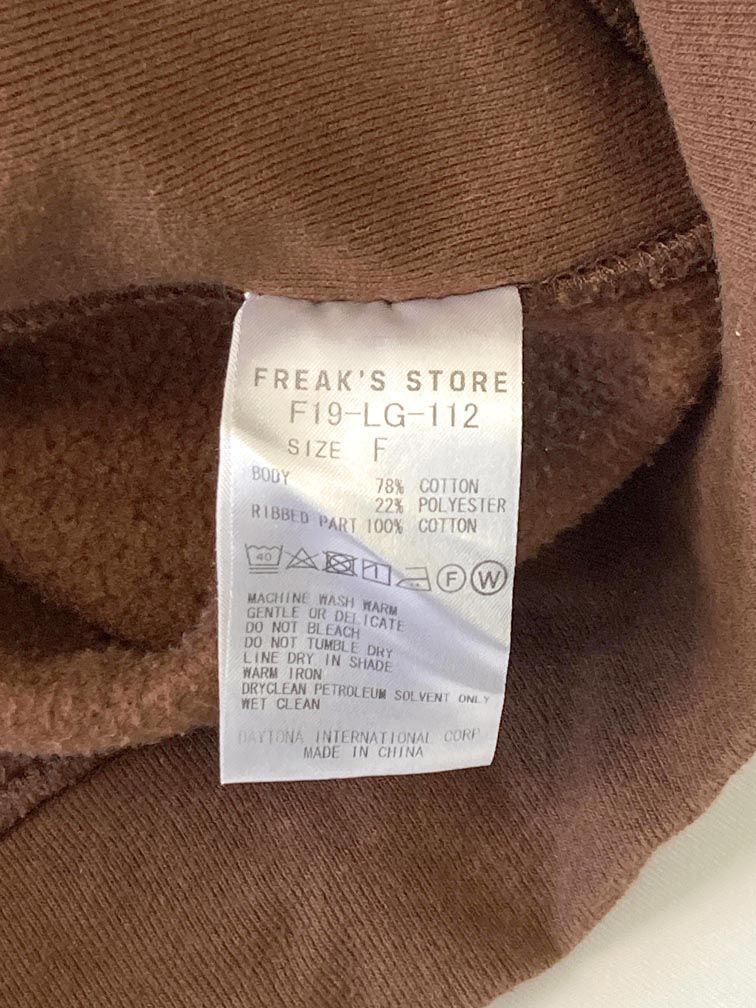 FREAK'S STORE
F19-LG-112
SIZE F
BODY 78% COTTON
22% POLYESTER
RIBBED PART 100% COTTON
40 1 F W
MACHINE WASH WARM
GENTLE OR DELICATE
DO NOT BLEACH
DO NOT TUMBLE DRY
LINE DRY IN SHADE
WARM IRON
DRYCLEAN PETROLEUM SOLVENT ONLY
WET CLEAN
DAYTONA INTERNATIONAL CORP
MADE IN CHINA